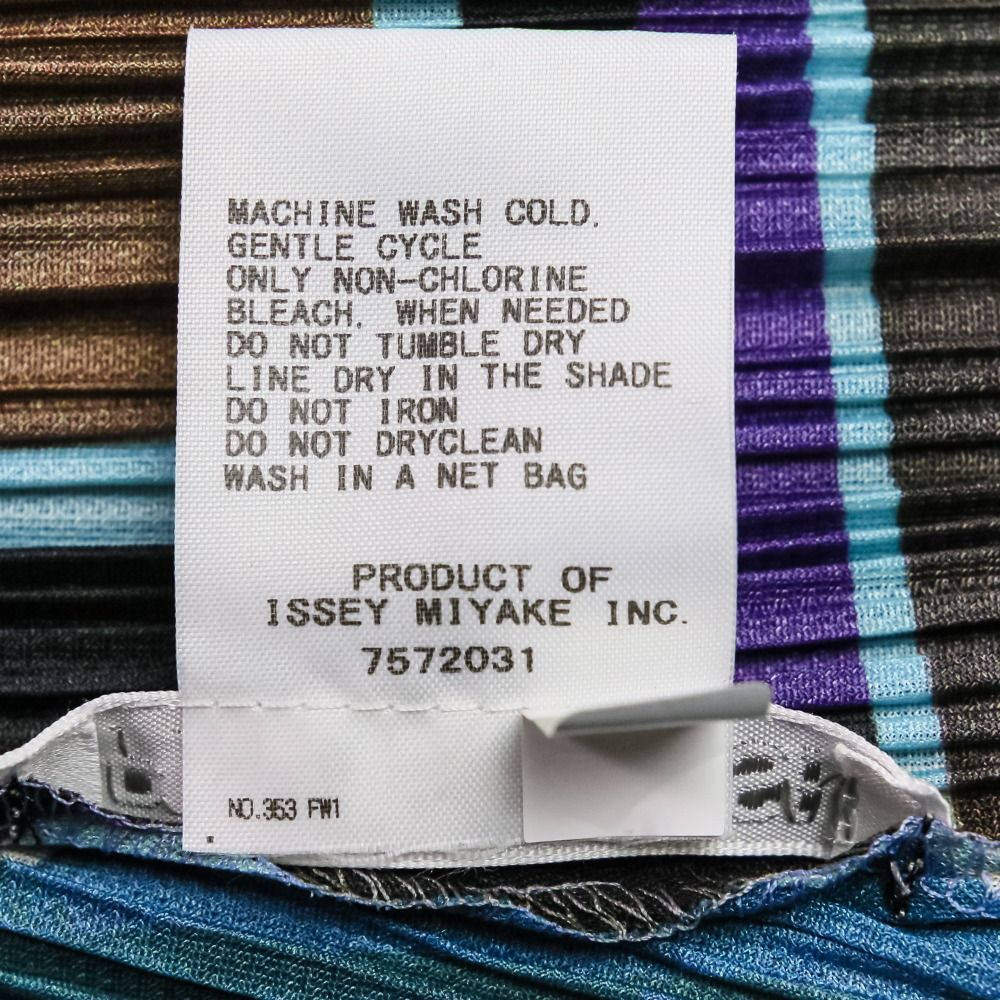 MACHINE WASH COLD.
GENTLE CYCLE
ONLY NON-CHLORINE
BLEACH. WHEN NEEDED
DO NOT TUMBLE DRY
LINE DRY IN THE SHADE
DO NOT IRON
DO NOT DRYCLEAN
WASH IN A NET BAG
PRODUCT OF
ISSEY MIYAKE INC.
7572031
NO.353 FW1